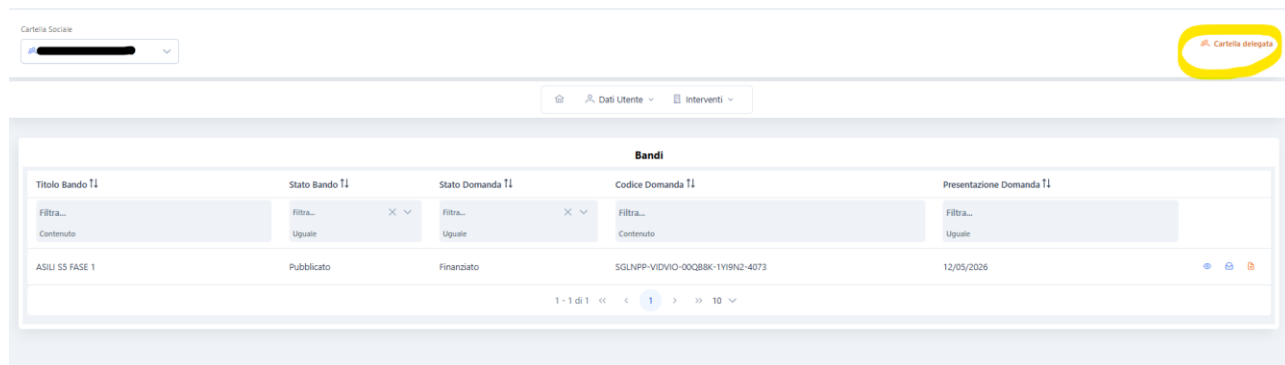 Cartella Sociale
Cartella delegata
Dati Utente Interventi
Bandi
Titolo Bando Stato Bando Stato Domanda Codice Domanda Presentazione Domanda
Filtra... Filtra... Filtra... Filtra... Filtra...
Contenuto Uguale Uguale Contenuto Uguale
ASILI S5 FASE 1 Pubblicato Finanziato SGLNPP-VIDVIO-00QB8K-1YI9N2-4073 12/05/2026
1 - 1 di 1 << < 1 > >> 10